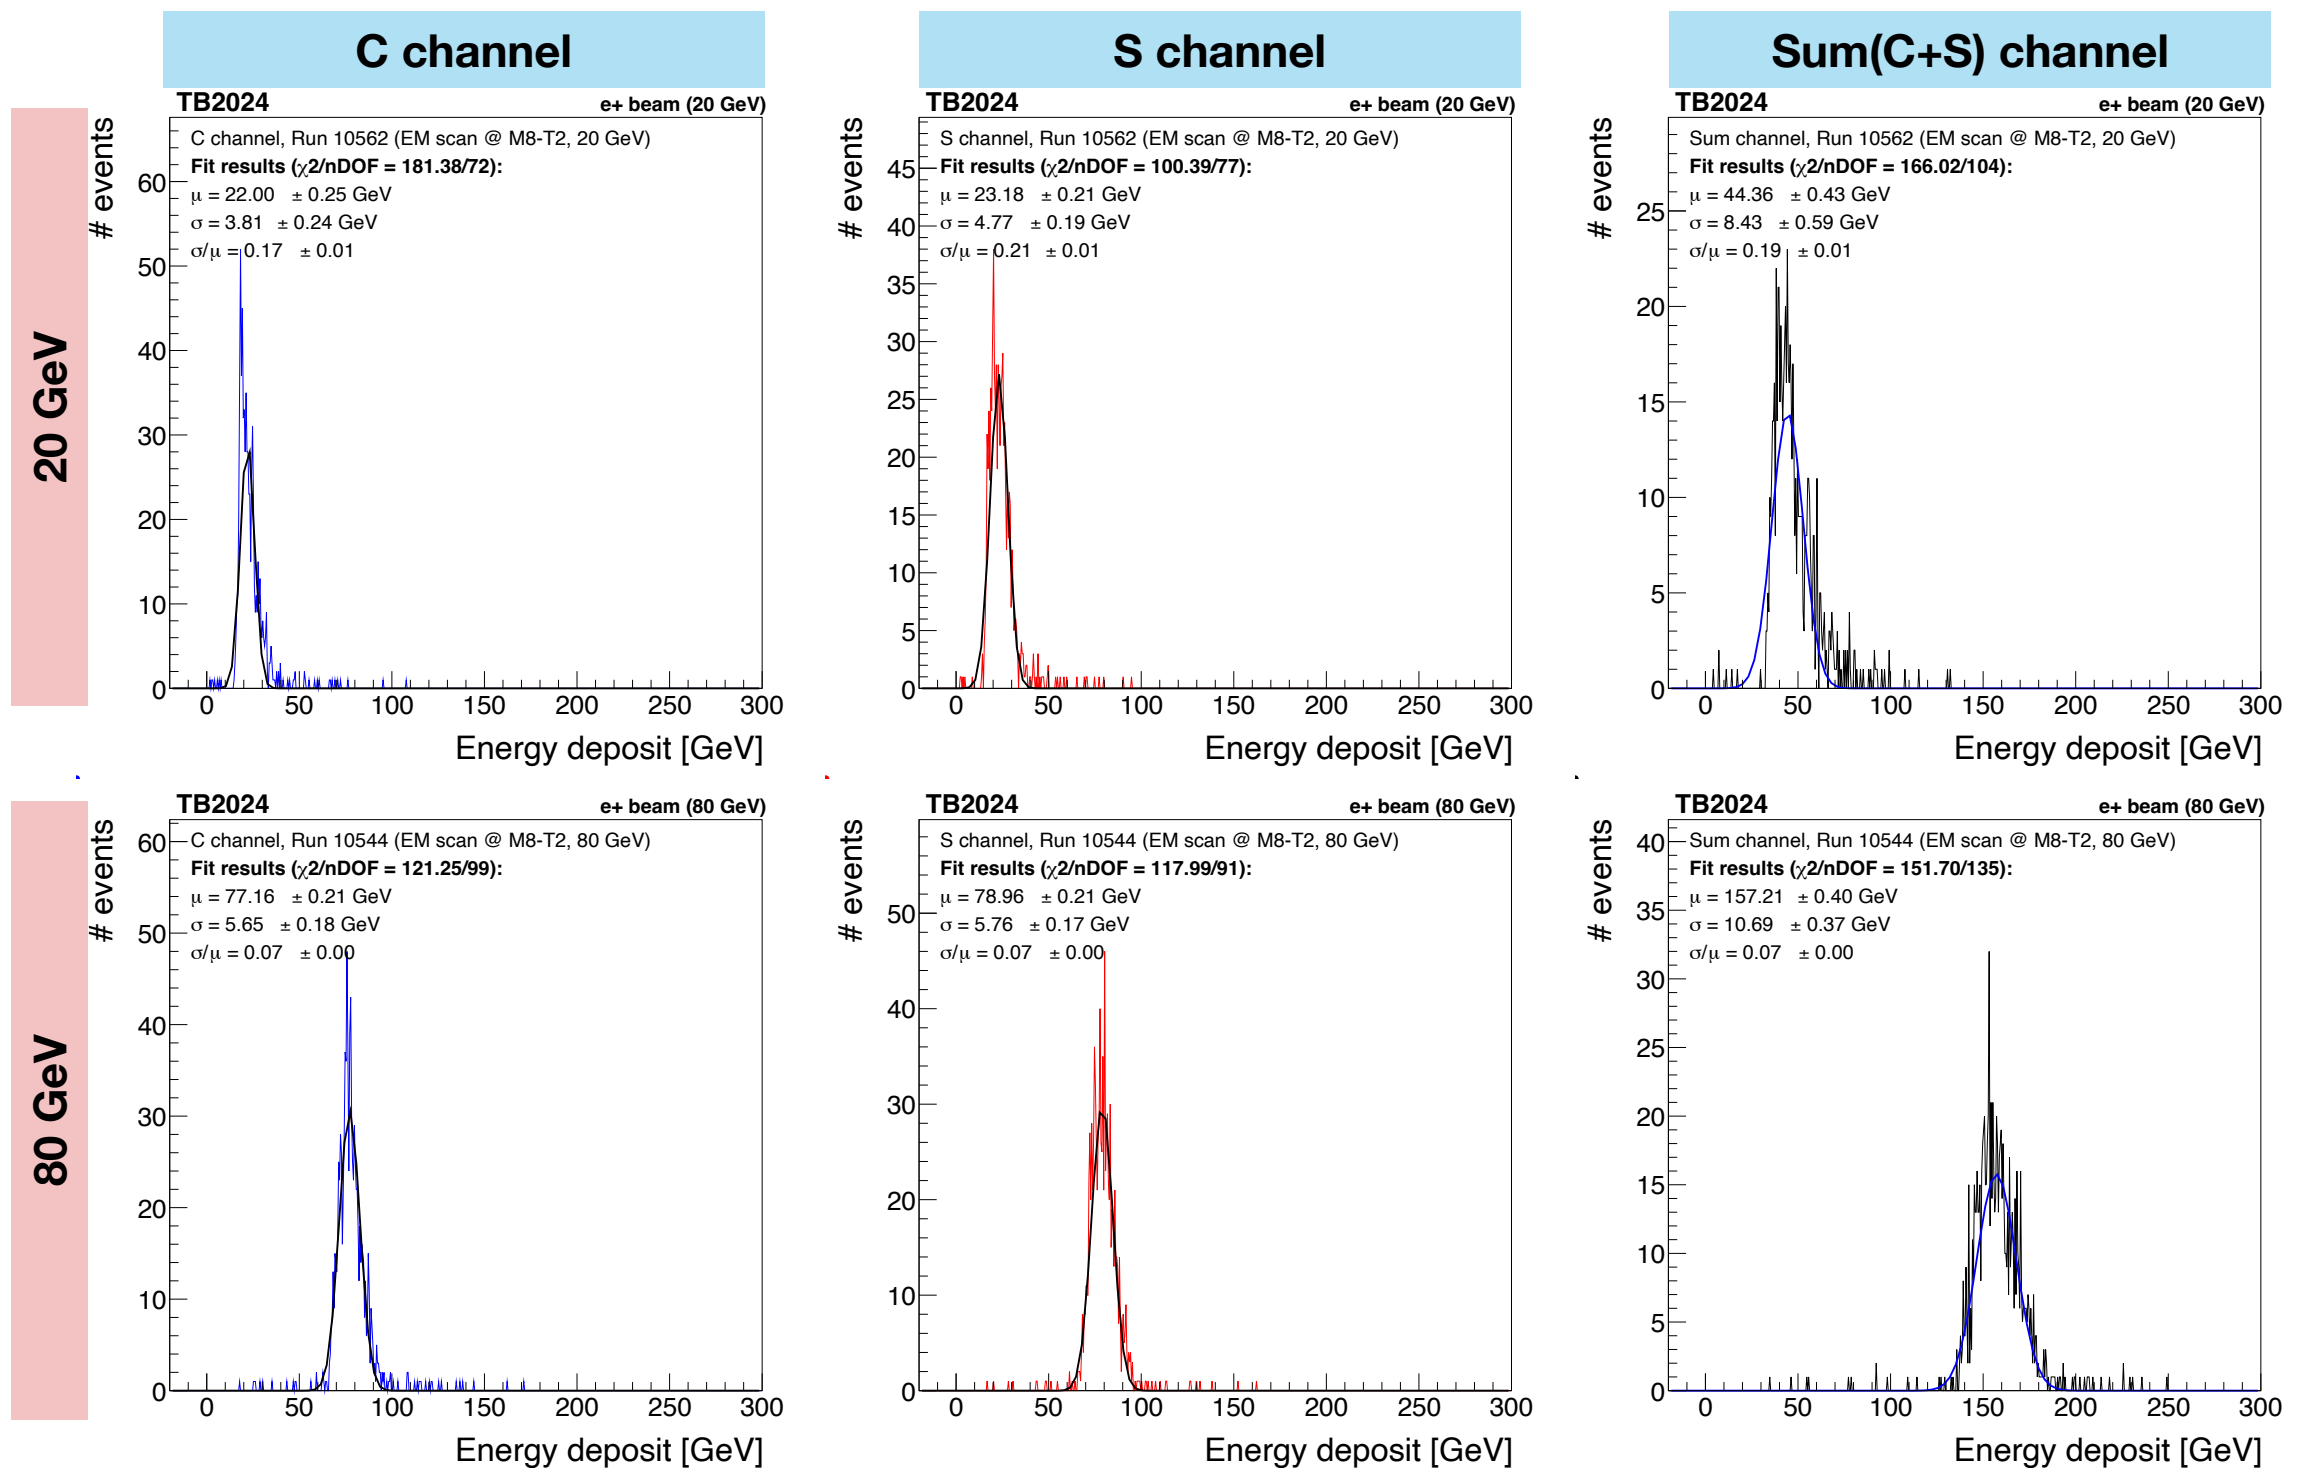 C channel
S channel
Sum(C+S) channel
20 GeV
TB2024 e+ beam (20 GeV)
# events
C channel, Run 10562 (EM scan @ M8-T2, 20 GeV)
Fit results (χ2/nDOF = 181.38/72):
μ = 22.00 ± 0.25 GeV
σ = 3.81 ± 0.24 GeV
σ/μ = 0.17 ± 0.01
60
50
40
30
20
10
0
0 50 100 150 200 250 300
Energy deposit [GeV]
TB2024 e+ beam (20 GeV)
# events
S channel, Run 10562 (EM scan @ M8-T2, 20 GeV)
Fit results (χ2/nDOF = 100.39/77):
μ = 23.18 ± 0.21 GeV
σ = 4.77 ± 0.19 GeV
σ/μ = 0.21 ± 0.01
45
40
35
30
25
20
15
10
5
0
0 50 100 150 200 250 300
Energy deposit [GeV]
TB2024 e+ beam (20 GeV)
# events
Sum channel, Run 10562 (EM scan @ M8-T2, 20 GeV)
Fit results (χ2/nDOF = 166.02/104):
μ = 44.36 ± 0.43 GeV
σ = 8.43 ± 0.59 GeV
σ/μ = 0.19 ± 0.01
25
20
15
10
5
0
0 50 100 150 200 250 300
Energy deposit [GeV]
80 GeV
TB2024 e+ beam (80 GeV)
# events
C channel, Run 10544 (EM scan @ M8-T2, 80 GeV)
Fit results (χ2/nDOF = 121.25/99):
μ = 77.16 ± 0.21 GeV
σ = 5.65 ± 0.18 GeV
σ/μ = 0.07 ± 0.00
60
50
40
30
20
10
0
0 50 100 150 200 250 300
Energy deposit [GeV]
TB2024 e+ beam (80 GeV)
# events
S channel, Run 10544 (EM scan @ M8-T2, 80 GeV)
Fit results (χ2/nDOF = 117.99/91):
μ = 78.96 ± 0.21 GeV
σ = 5.76 ± 0.17 GeV
σ/μ = 0.07 ± 0.00
50
40
30
20
10
0
0 50 100 150 200 250 300
Energy deposit [GeV]
TB2024 e+ beam (80 GeV)
# events
Sum channel, Run 10544 (EM scan @ M8-T2, 80 GeV)
Fit results (χ2/nDOF = 151.70/135):
μ = 157.21 ± 0.40 GeV
σ = 10.69 ± 0.37 GeV
σ/μ = 0.07 ± 0.00
40
35
30
25
20
15
10
5
0
0 50 100 150 200 250 300
Energy deposit [GeV]